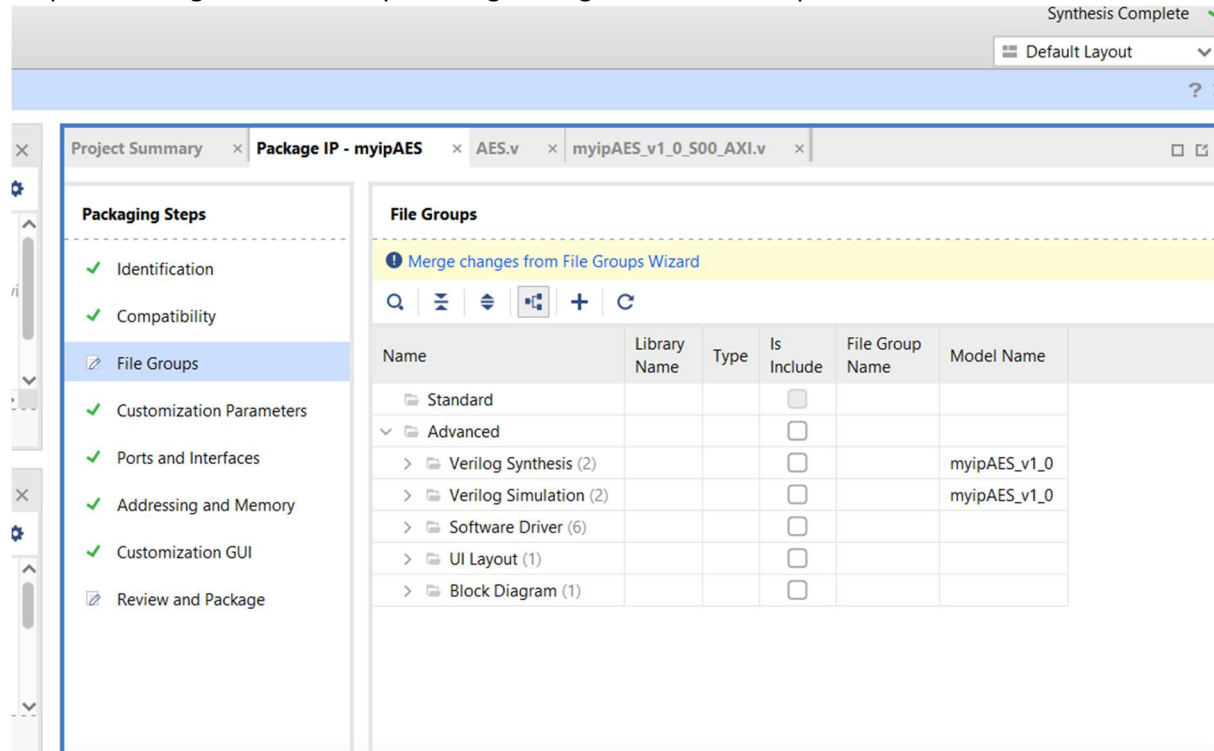 Synthesis Complete
Default Layout
?
Project Summary × Package IP - myipAES × AES.v × myipAES_v1_0_S00_AXI.v ×
Packaging Steps
Identification
Compatibility
File Groups
Customization Parameters
Ports and Interfaces
Addressing and Memory
Customization GUI
Review and Package
File Groups
Merge changes from File Groups Wizard
Name Library Name Type Is Include File Group Name Model Name
Standard
Advanced
Verilog Synthesis (2) myipAES_v1_0
Verilog Simulation (2) myipAES_v1_0
Software Driver (6)
UI Layout (1)
Block Diagram (1)